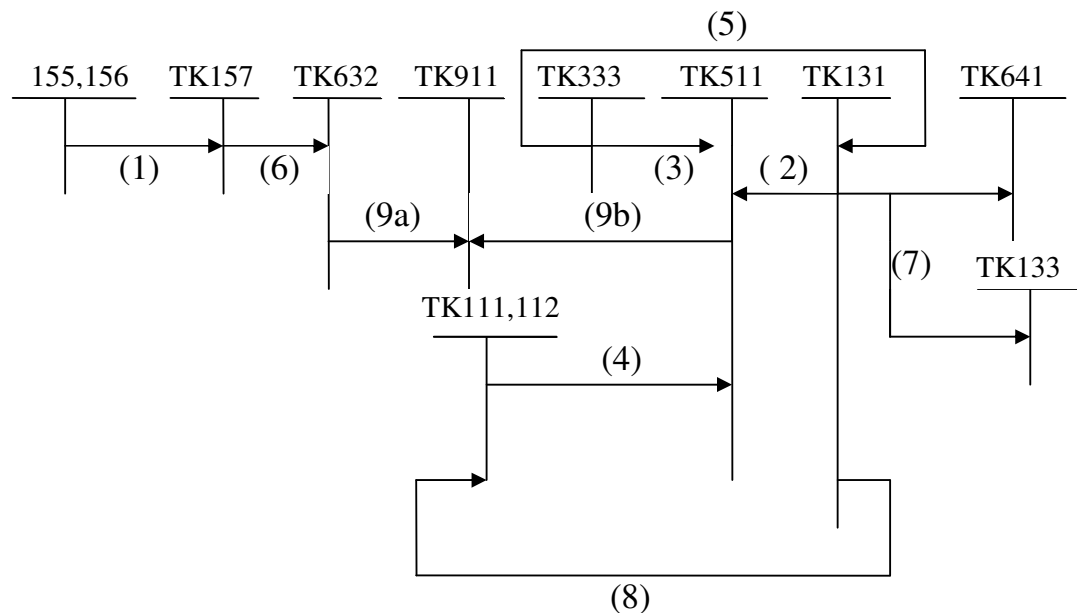 (5)
155,156 TK157 TK632 TK911 TK333 TK511 TK131 TK641
(1) (6) (3) ( 2)
(9a) (9b)
(7) TK133
TK111,112
(4)
(8)